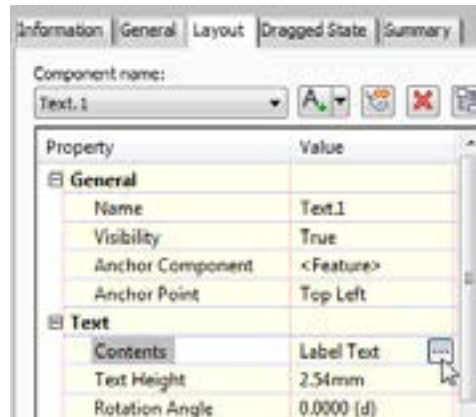 Information General Layout Dragged State Summary
Component name:
Text.1
Property Value
General
Name Text.1
Visibility True
Anchor Component <Feature>
Anchor Point Top Left
Text
Contents Label Text ...
Text Height 2.54mm
Rotation Angle 0.0000 (d)